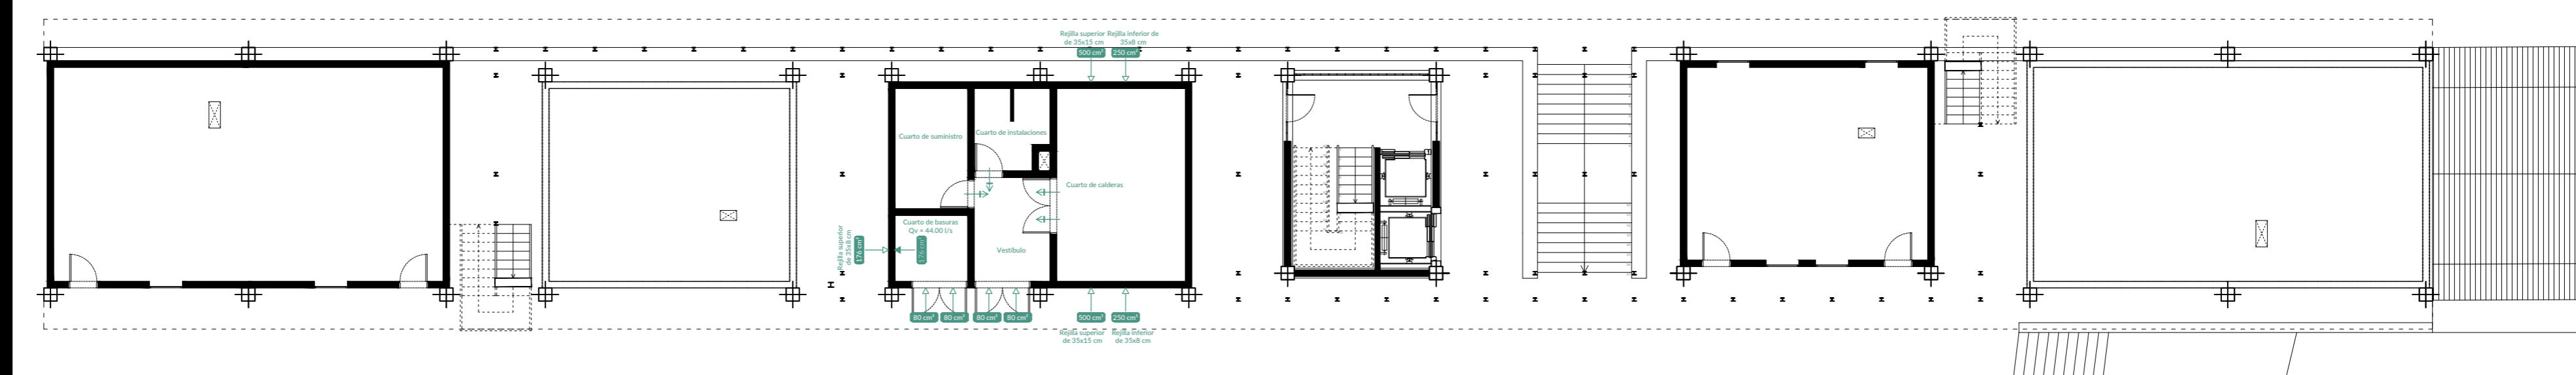 Rejilla superior
de 35x15 cm
500 cm²
Rejilla inferior de
35x8 cm
250 cm²
Cuarto de suministro
Cuarto de instalaciones
Cuarto de calderas
Cuarto de basuras
Qv = 44.00 l/s
Vestíbulo
Rejilla superior
de 35x8 cm
176 cm²
176 cm²
80 cm²
80 cm²
80 cm²
80 cm²
500 cm²
250 cm²
Rejilla superior
de 35x15 cm
Rejilla inferior
de 35x8 cm